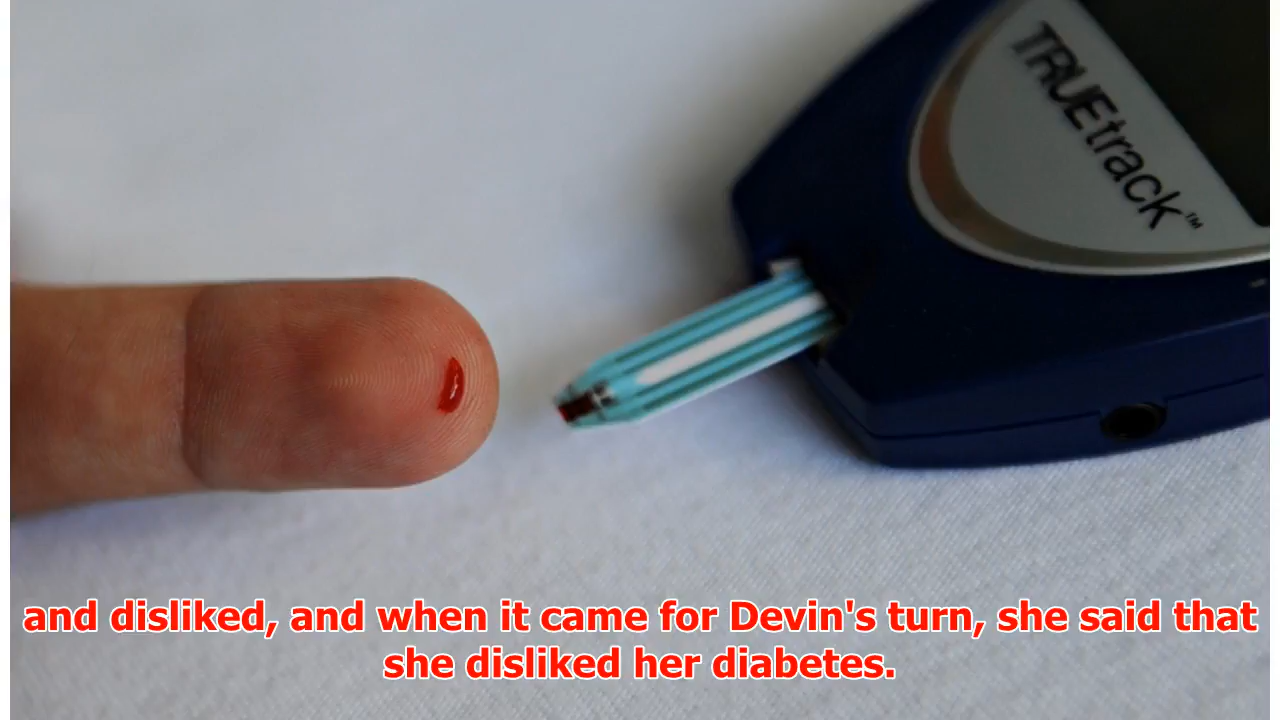 TRUEtrack™
and disliked, and when it came for Devin's turn, she said that
she disliked her diabetes.